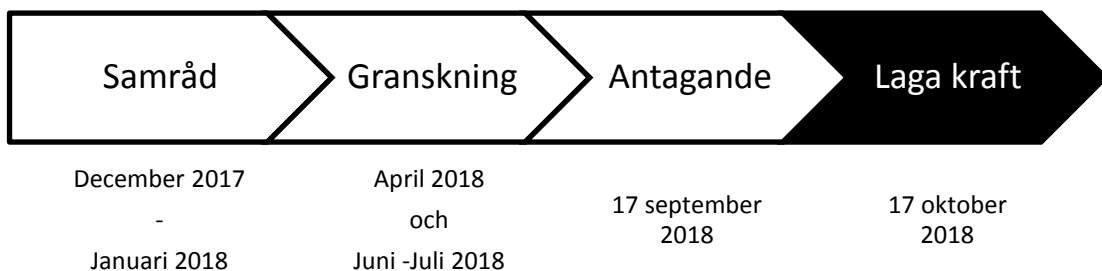 Samråd
Granskning
Antagande
Laga kraft
December 2017
-
Januari 2018
April 2018
och
Juni -Juli 2018
17 september
2018
17 oktober
2018